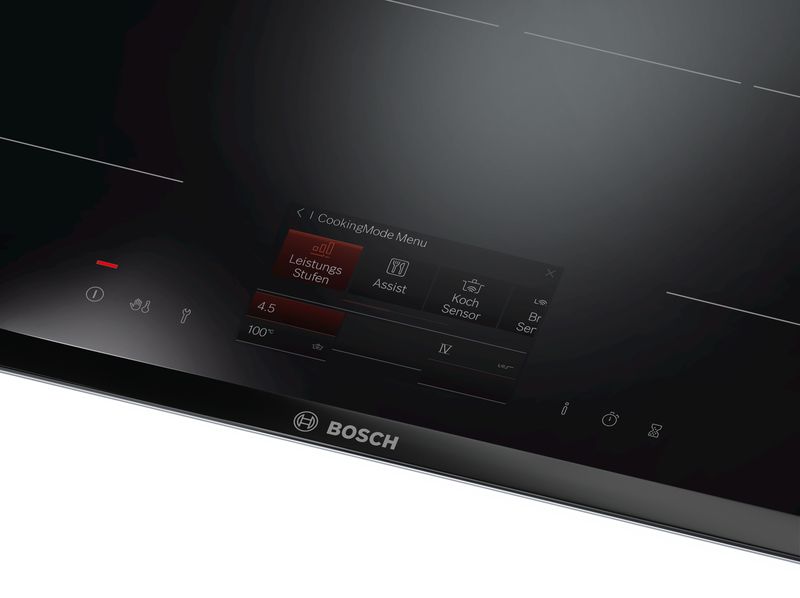 CookingMode Menu
Leistungs
Stufen
Assist
Koch
Sensor
Br
Ser
4.5
100°C
IV
BOSCH